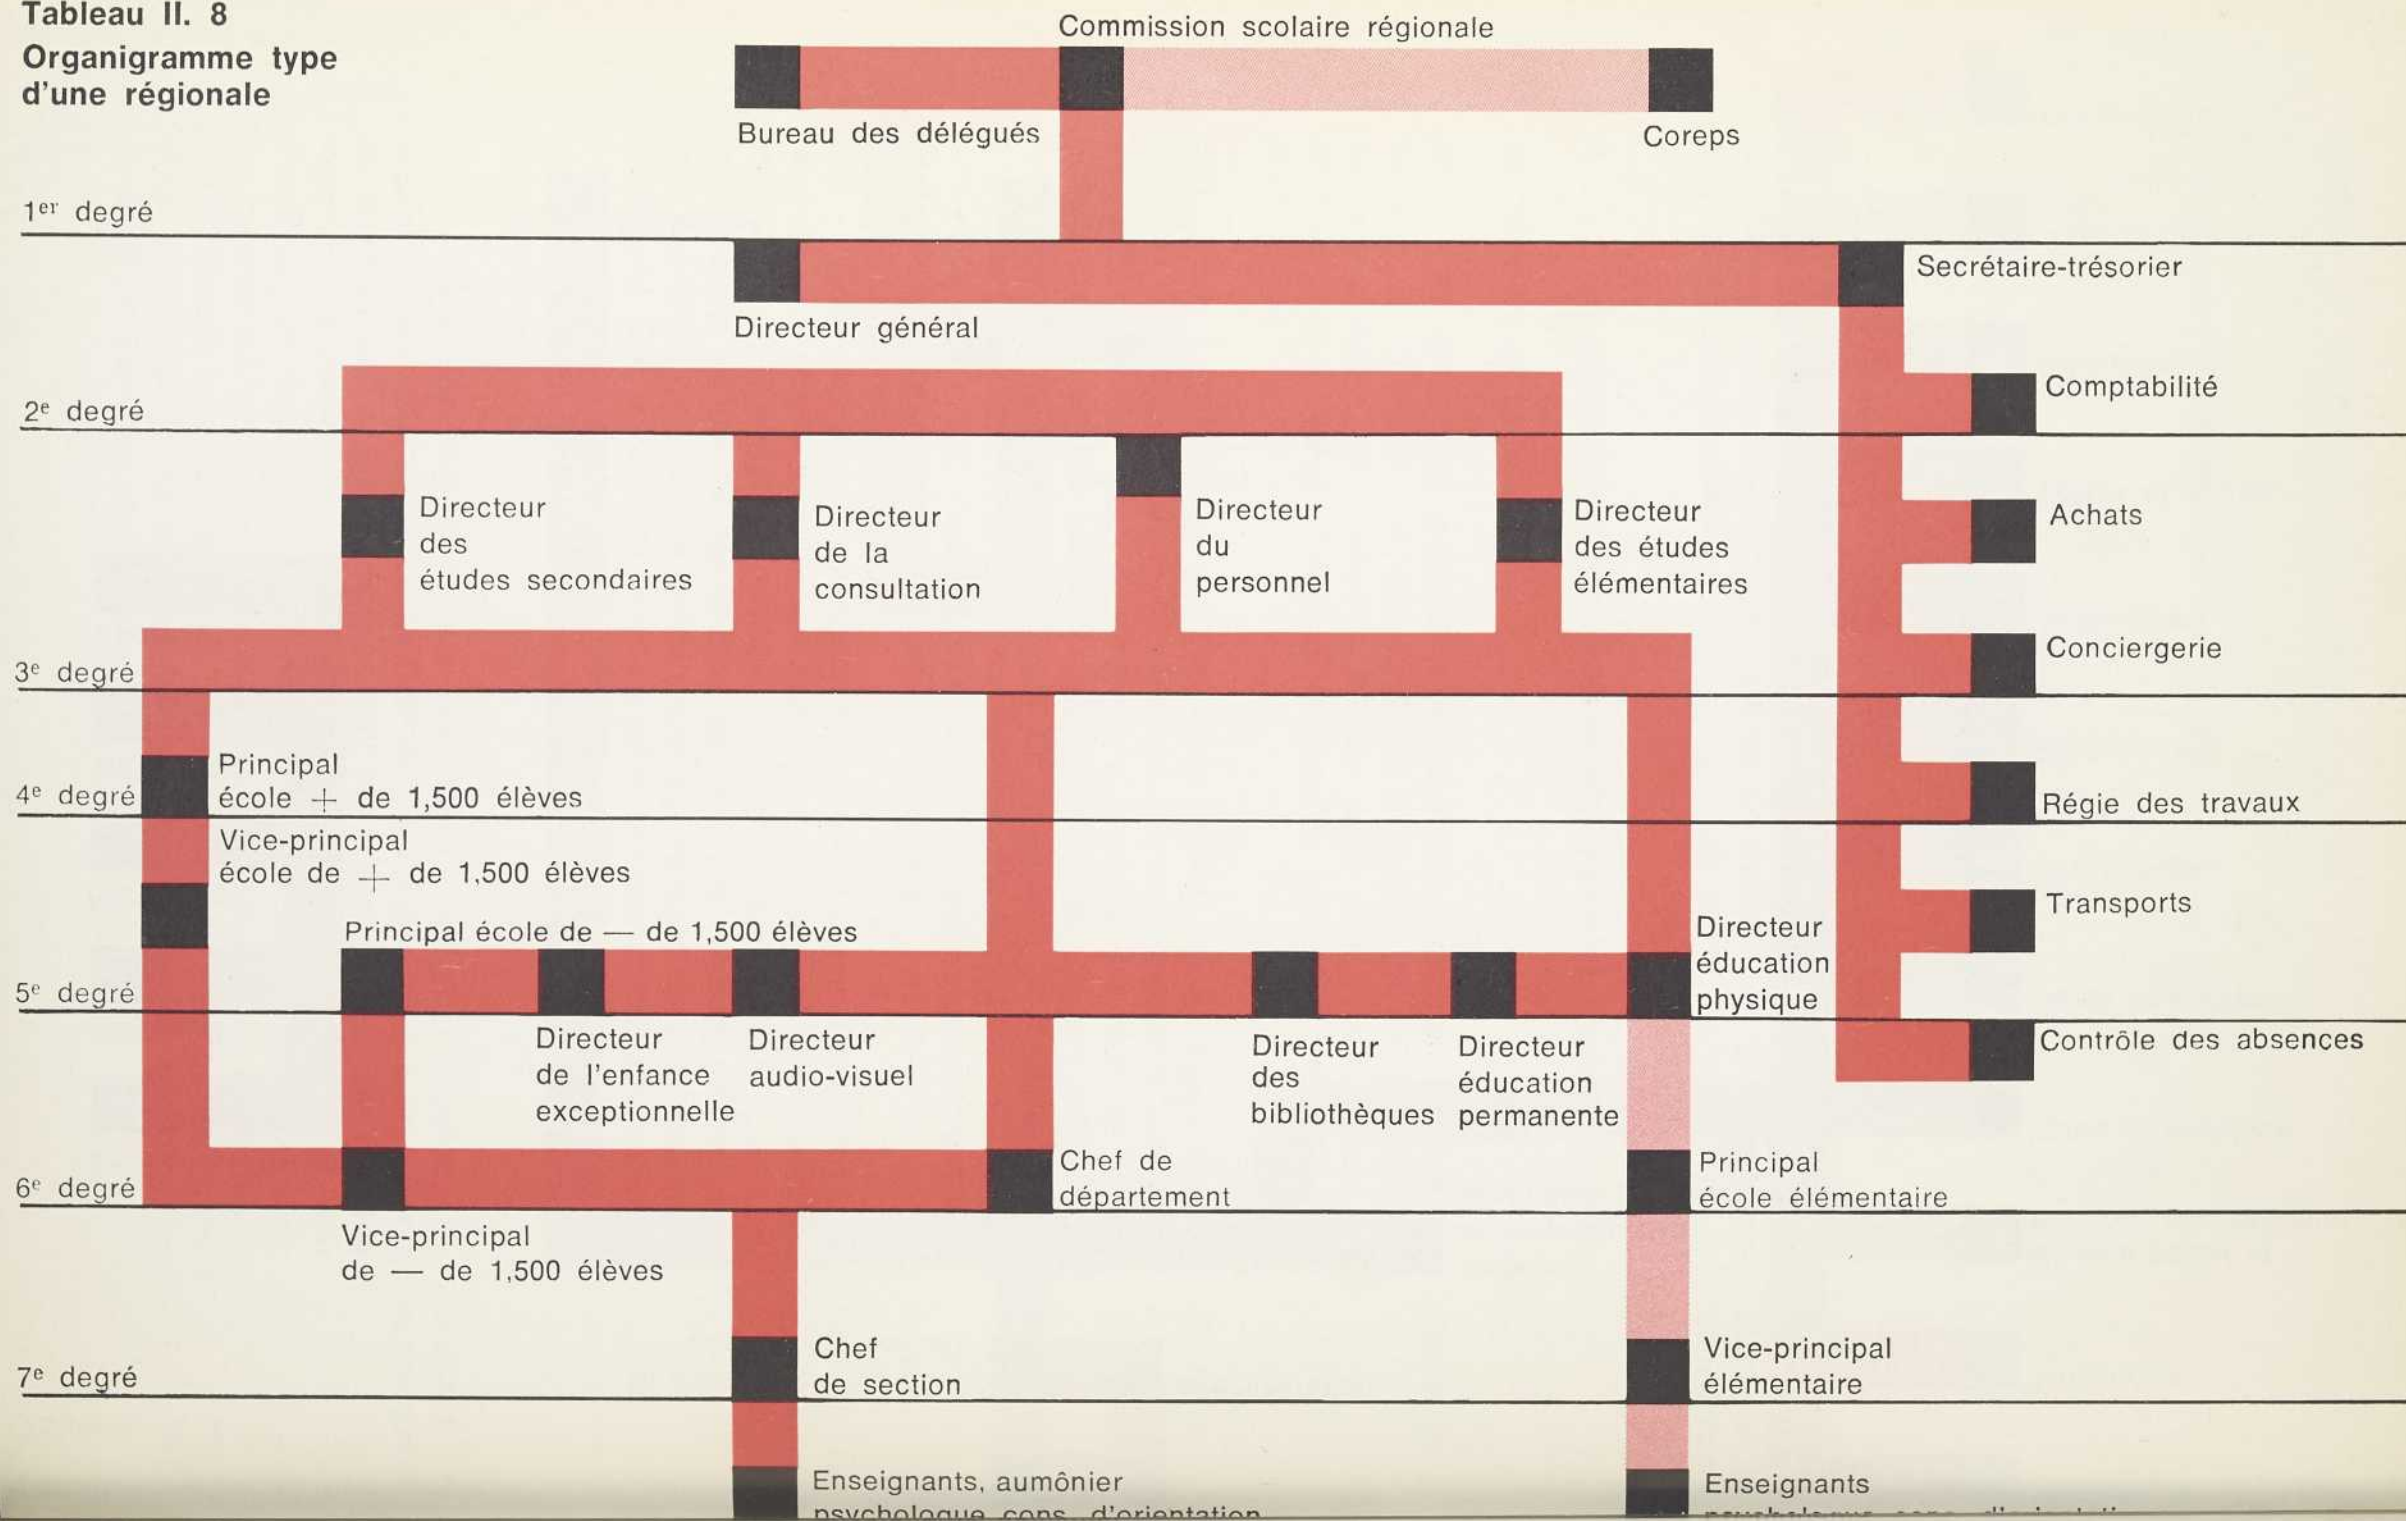 Tableau II. 8
Organigramme type
d'une régionale
Commission scolaire régionale
Bureau des délégués
Coreps
1er degré
Secrétaire-trésorier
Directeur général
Comptabilité
2e degré
Directeur
des
études secondaires
Directeur
de la
consultation
Directeur
du
personnel
Directeur
des études
élémentaires
Achats
Conciergerie
3e degré
Principal
école + de 1,500 élèves
4e degré
Régie des travaux
Vice-principal
école de + de 1,500 élèves
Transports
Principal école de — de 1,500 élèves
Directeur
éducation
physique
5e degré
Directeur
de l'enfance
exceptionnelle
Directeur
audio-visuel
Directeur
des
bibliothèques
Directeur
éducation
permanente
Contrôle des absences
Chef de
département
Principal
école élémentaire
6e degré
Vice-principal
de — de 1,500 élèves
Chef
de section
Vice-principal
élémentaire
7e degré
Enseignants, aumônier
psychologue cons. d'orientation
Enseignants